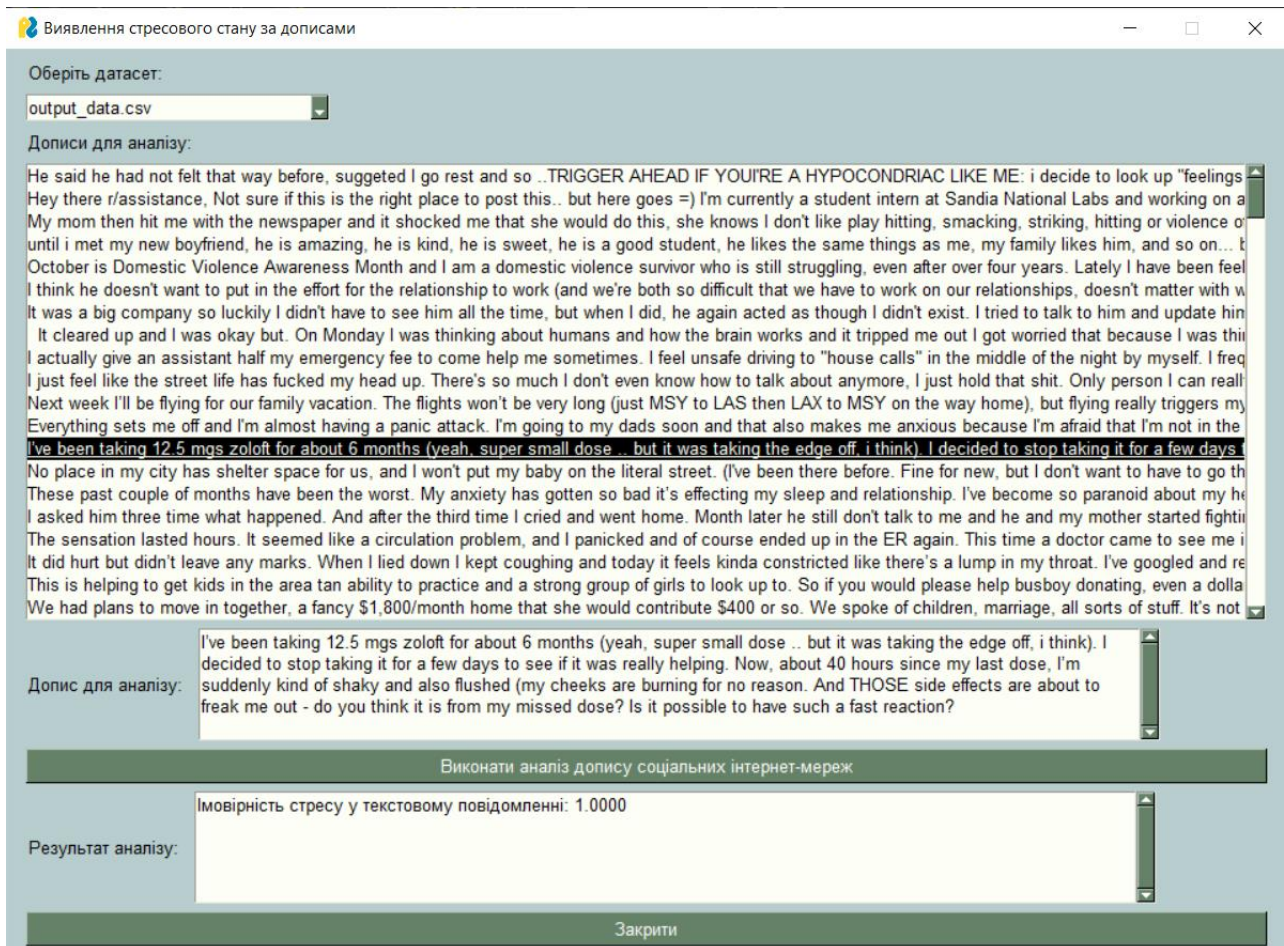 Виявлення стресового стану за дописами
Оберіть датасет:
output_data.csv
Дописи для аналізу:
He said he had not felt that way before, suggeted I go rest and so ..TRIGGER AHEAD IF YOUI'RE A HYPOCONDRIAC LIKE ME: i decide to look up "feelings
Hey there r/assistance, Not sure if this is the right place to post this.. but here goes =) I'm currently a student intern at Sandia National Labs and working on a
My mom then hit me with the newspaper and it shocked me that she would do this, she knows I don't like play hitting, smacking, striking, hitting or violence
until i met my new boyfriend, he is amazing, he is kind, he is sweet, he is a good student, he likes the same things as me, my family likes him, and so on...
October is Domestic Violence Awareness Month and I am a domestic violence survivor who is still struggling, even after over four years. Lately I have been feel
I think he doesn't want to put in the effort for the relationship to work (and we're both so difficult that we have to work on our relationships, doesn't matter with w
It was a big company so luckily I didn't have to see him all the time, but when I did, he again acted as though I didn't exist. I tried to talk to him and update
It cleared up and I was okay but. On Monday I was thinking about humans and how the brain works and it tripped me out I got worried that because I was
I actually give an assistant half my emergency fee to come help me sometimes. I feel unsafe driving to "house calls" in the middle of the night by myself. I freq
I just feel like the street life has fucked my head up. There's so much I don't even know how to talk about anymore, I just hold that shit. Only person I can reall
Next week I'll be flying for our family vacation. The flights won't be very long (just MSY to LAS then LAX to MSY on the way home), but flying really triggers my
Everything sets me off and I'm almost having a panic attack. I'm going to my dads soon and that also makes me anxious because I'm afraid that I'm not in the
I've been taking 12.5 mgs zoloft for about 6 months (yeah, super small dose .. but it was taking the edge off, i think). I decided to stop taking it for a few days
No place in my city has shelter space for us, and I won't put my baby on the literal street. (I've been there before. Fine for new, but I don't want to have to go th
These past couple of months have been the worst. My anxiety has gotten so bad it's effecting my sleep and relationship. I've become so paranoid about my
I asked him three time what happened. And after the third time I cried and went home. Month later he still don't talk to me and he and my mother started
The sensation lasted hours. It seemed like a circulation problem, and I panicked and of course ended up in the ER again. This time a doctor came to see me i
It did hurt but didn't leave any marks. When I lied down I kept coughing and today it feels kinda constricted like there's a lump in my throat. I've googled and re
This is helping to get kids in the area tan ability to practice and a strong group of girls to look up to. So if you would please help busboy donating, even a dolla
We had plans to move in together, a fancy $1,800/month home that she would contribute $400 or so. We spoke of children, marriage, all sorts of stuff. It's not
Допис для аналізу:
I've been taking 12.5 mgs zoloft for about 6 months (yeah, super small dose .. but it was taking the edge off, i think). I
decided to stop taking it for a few days to see if it was really helping. Now, about 40 hours since my last dose, I'm
suddenly kind of shaky and also flushed (my cheeks are burning for no reason. And THOSE side effects are about to
freak me out - do you think it is from my missed dose? Is it possible to have such a fast reaction?
Виконати аналіз допису соціальних інтернет-мереж
Результат аналізу:
Імовірність стресу у текстовому повідомленні: 1.0000
Закрити